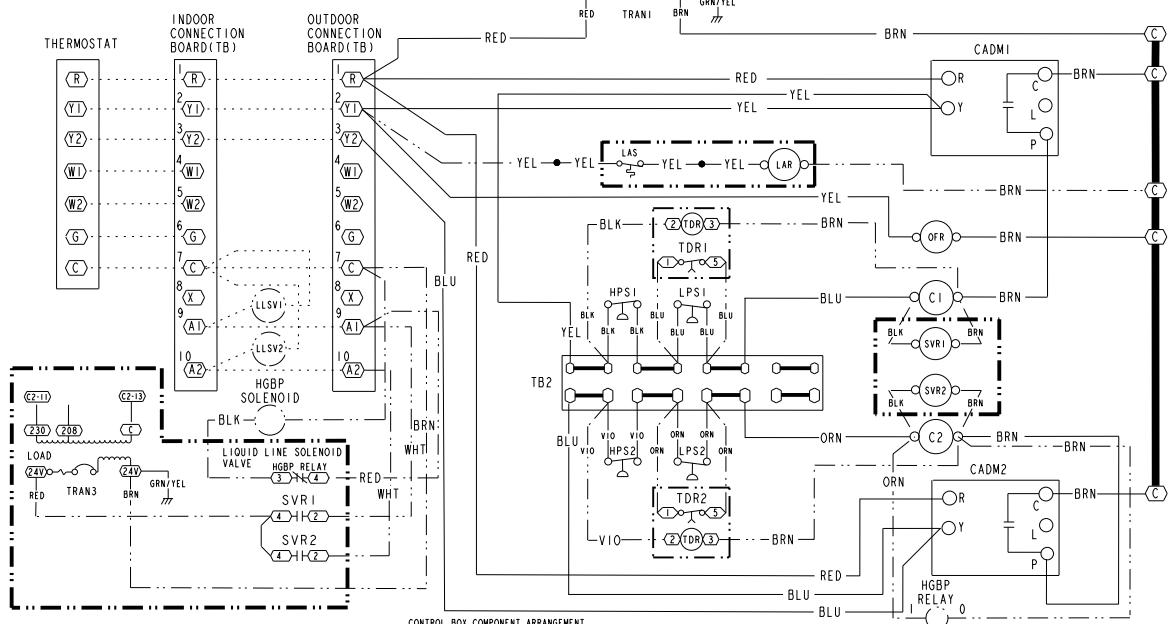 GRN/YEL
RED TRAN1 BRN
INDOOR
CONNECTION
BOARD(TB)
OUTDOOR
CONNECTION
BOARD(TB)
THERMOSTAT
RED
BRN
C
CADM1
R 1 R 1 R
RED
R
C BRN C
Y1 2 Y1 2 Y1
YEL
YEL
Y
L
Y2 3 Y2 3 Y2
P
LAS
YEL YEL YEL YEL LAR
W1 4 W1 4 W1
BRN C
W2 5 W2 5 W2
YEL
BLK 2 TDR 3 BRN
G 6 G 6 G
OFR BRN C
TDR1
RED
1 5
C 7 C 7 C
BLU
8 X 8 X
LLSV1
HPS1 LPS1
BLU C1 BRN
BLK BLK BLU BLU
9 A1 9 A1
YEL
BLK BRN
SVR1
LLSV2
10 A2 10 A2
TB2
HGBP
SOLENOID
SVR2
BLK BRN
C2-11 C2-13
BLK
BRN
230 208 C
BLU VIO VIO ORN ORN
ORN C2 BRN
BRN
WHT
LIQUID LINE SOLENOID
VALVE
HPS2 LPS2
LOAD
HGBP RELAY
24V 24V
TRAN3
GRN/YEL
3 4 RED
CADM2
ORN
RED BRN
WHT
SVR1
4 2
TDR2
1 5
R
C BRN C
SVR2
4 2
VIO 2 TDR 3 BRN
Y
L
P
RED
BLU
BLU
HGBP
RELAY
1 0
CONTROL BOX COMPONENT ARRANGEMENT